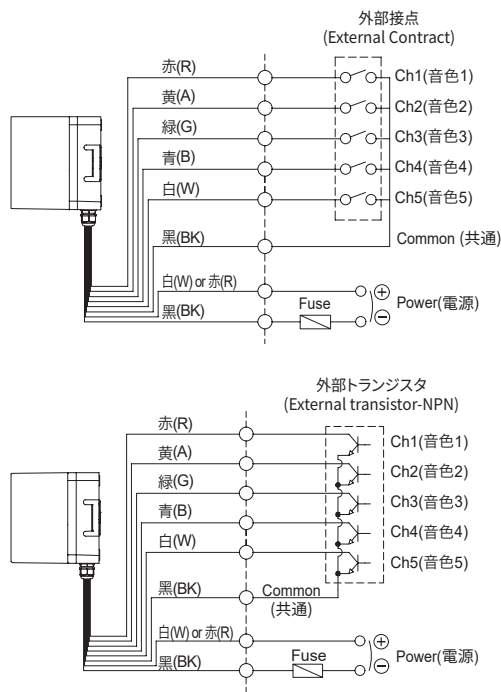 外部接点
(External Contract)
赤(R)
Ch1(音色1)
黄(A)
Ch2(音色2)
緑(G)
Ch3(音色3)
青(B)
Ch4(音色4)
白(W)
Ch5(音色5)
黒(BK)
Common (共通)
白(W) or 赤(R)
Fuse
Power(電源)
黒(BK)
外部トランジスタ
(External transistor-NPN)
赤(R)
Ch1(音色1)
黄(A)
Ch2(音色2)
緑(G)
Ch3(音色3)
青(B)
Ch4(音色4)
白(W)
Ch5(音色5)
黒(BK)
Common
(共通)
白(W) or 赤(R)
Fuse
Power(電源)
黒(BK)